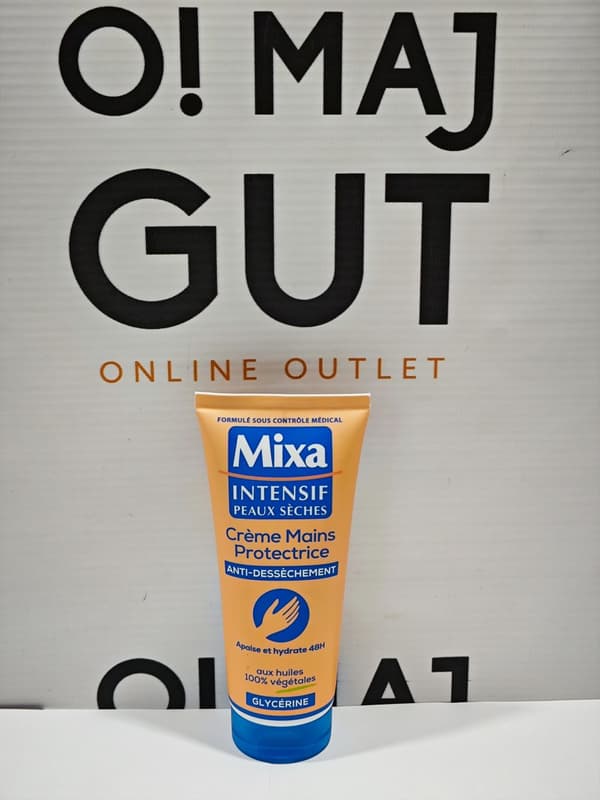 O! MAJ
GUT
ONLINE OUTLET
FORMULÉ SOUS CONTRÔLE MÉDICAL
Mixa
INTENSIF
PEAUX SÈCHES
Crème Mains
Protectrice
ANTI-DESSÈCHEMENT
Apaise et hydrate 48H
aux huiles
100% végétales
GLYCÉRINE